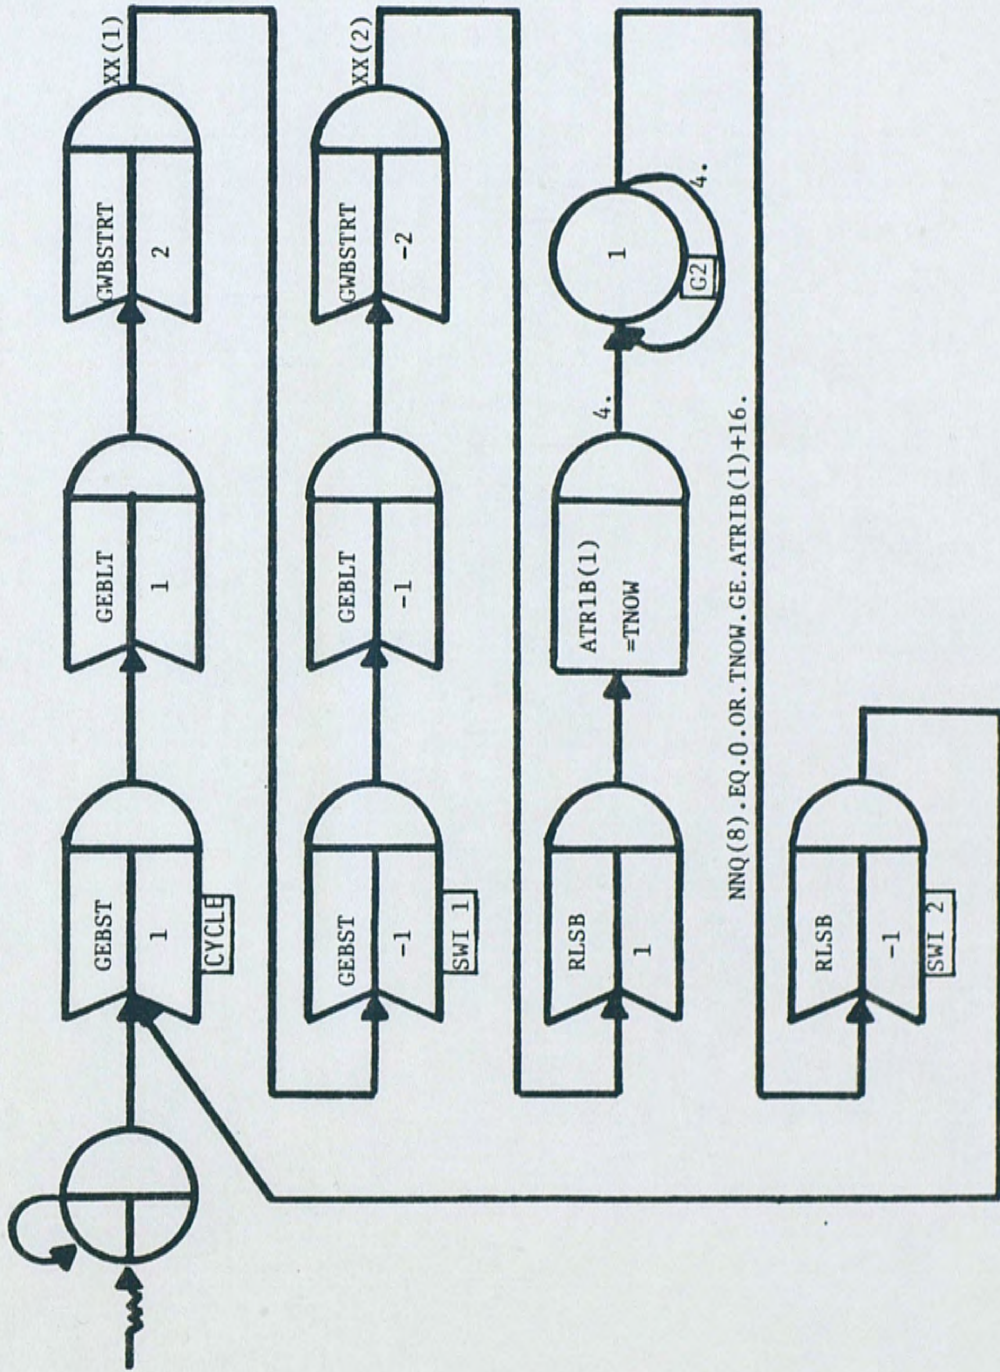 GEBST
1
CYCLE
GEBLT
1
GWBSTRT
2
XX(1)
GEBST
-1
SWI 1
GEBLT
-1
GWBSTRT
-2
XX(2)
RLSB
1
ATR1B(1)
=TNOW
4.
1
G2
4.
NNQ(8).EQ.0.OR.TNOW.GE.ATRIB(1)+16.
RLSB
-1
SWI 2